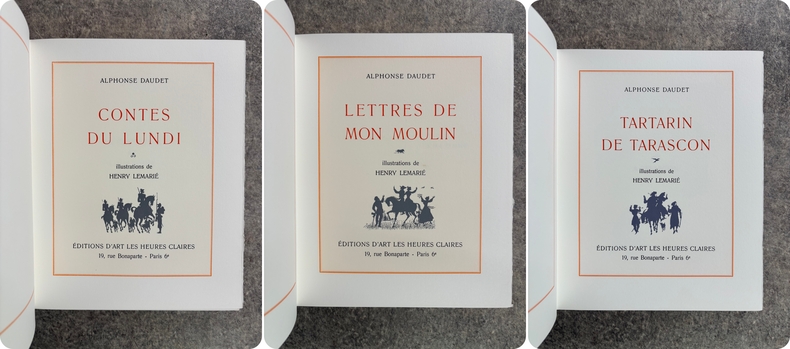 ALPHONSE DAUDET
CONTES
DU LUNDI
illustrations de
HENRY LEMARIÉ
ÉDITIONS D'ART LES HEURES CLAIRES
19, rue Bonaparte - Paris 6e
ALPHONSE DAUDET
LETTRES DE
MON MOULIN
illustrations de
HENRY LEMARIÉ
ÉDITIONS D'ART LES HEURES CLAIRES
19, rue Bonaparte - Paris 6e
ALPHONSE DAUDET
TARTARIN
DE TARASCON
illustrations de
HENRY LEMARIÉ
ÉDITIONS D'ART LES HEURES CLAIRES
19, rue Bonaparte - Paris 6e